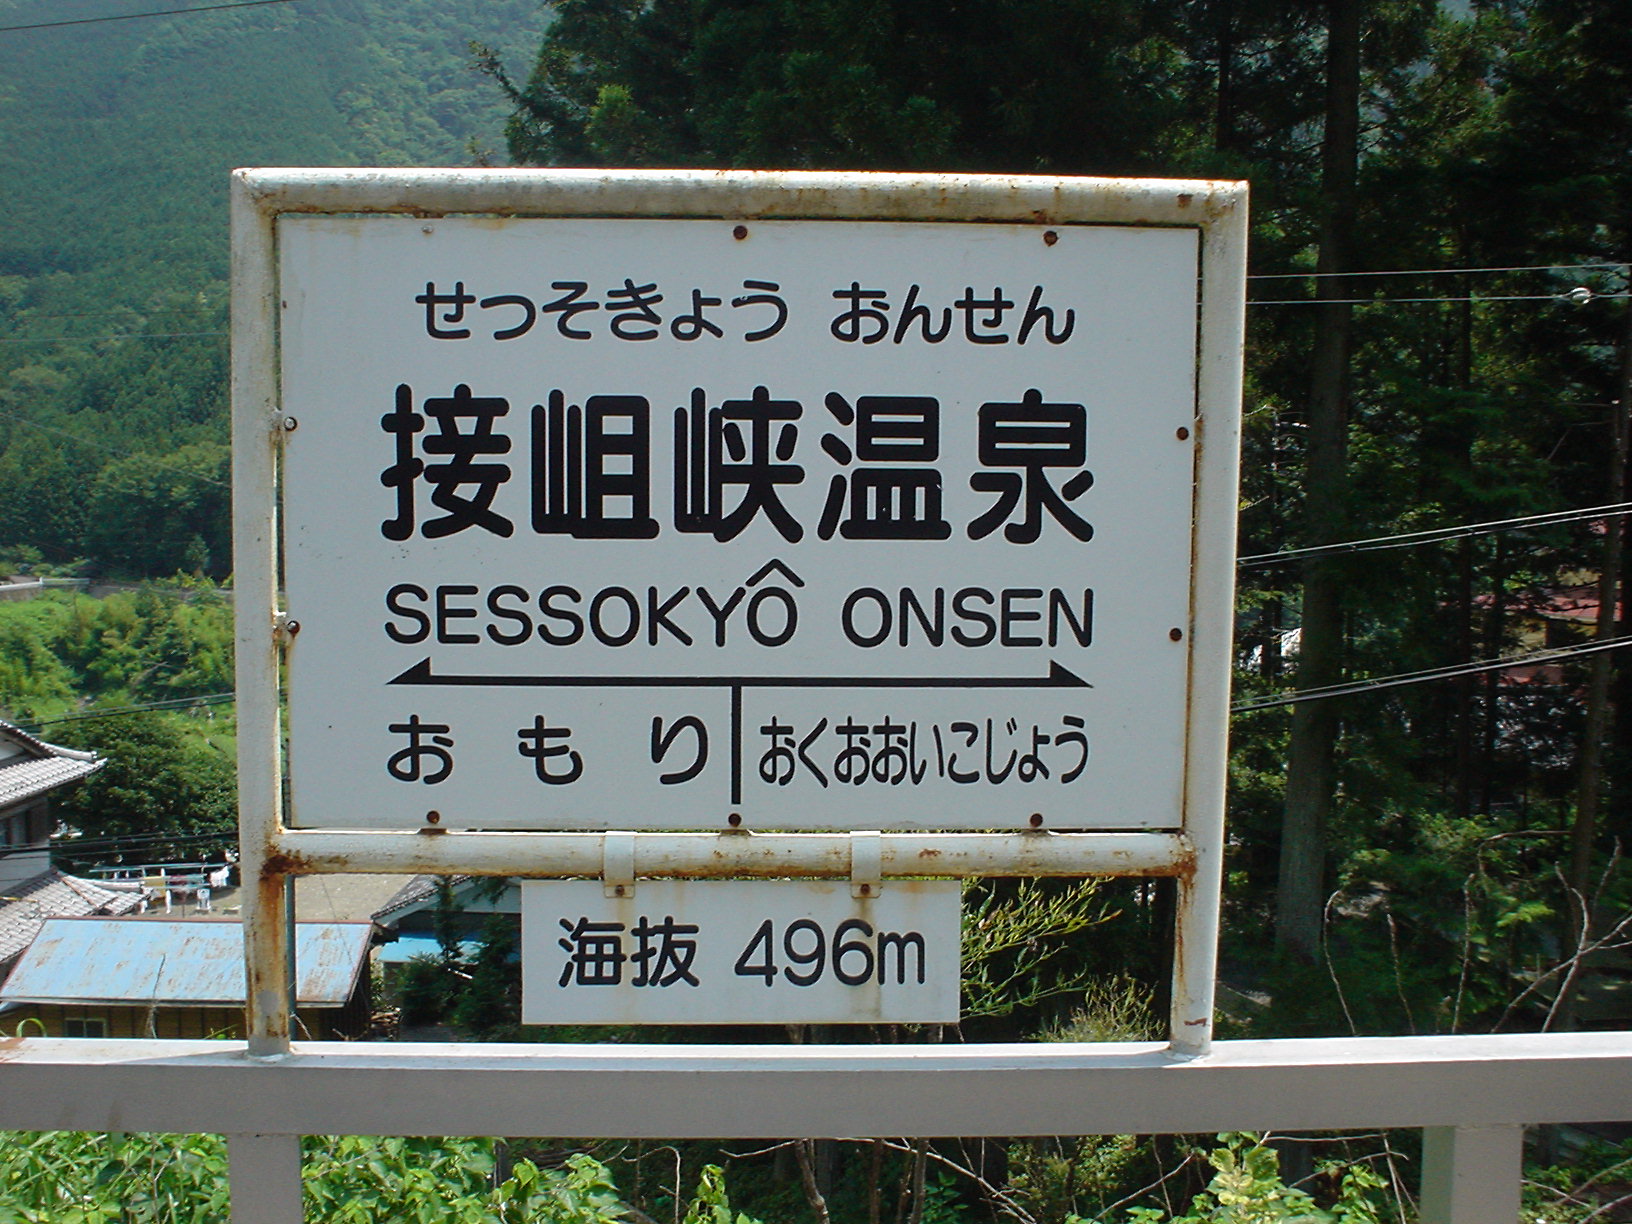 せっそきょう おんせん
接岨峡温泉
SESSOKYÔ ONSEN
おもり おくおおいこじょう
海抜 496m